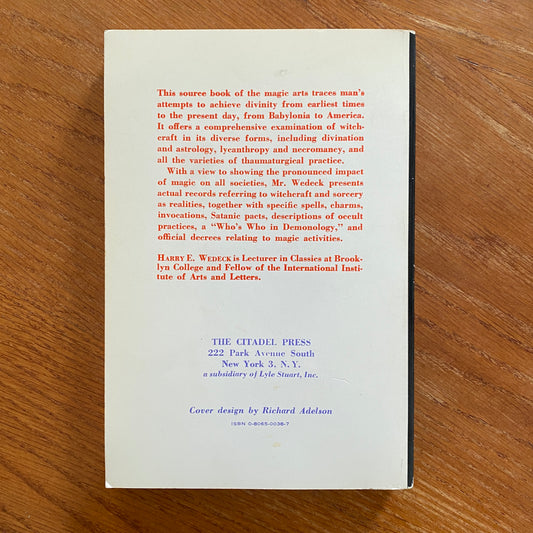 This source book of the magic arts traces man's
attempts to achieve divinity from earliest times
to the present day, from Babylonia to America.
It offers a comprehensive examination of witch-
craft in its diverse forms, including divination
and astrology, lycanthropy and necromancy, and
all the varieties of thaumaturgical practice.
With a view to showing the pronounced impact
of magic on all societies, Mr. Wedeck presents
actual records referring to witchcraft and sorcery
as realities, together with specific spells, charms,
invocations, Satanic pacts, descriptions of occult
practices, a "Who's Who in Demonology," and
official decrees relating to magic activities.
HARRY E. WEDECK is Lecturer in Classics at Brook-
lyn College and Fellow of the International Insti-
tute of Arts and Letters.
THE CITADEL PRESS
222 Park Avenue South
New York 3, N. Y.
a subsidiary of Lyle Stuart, Inc.
Cover design by Richard Adelson
ISBN 0-8065-0038-7